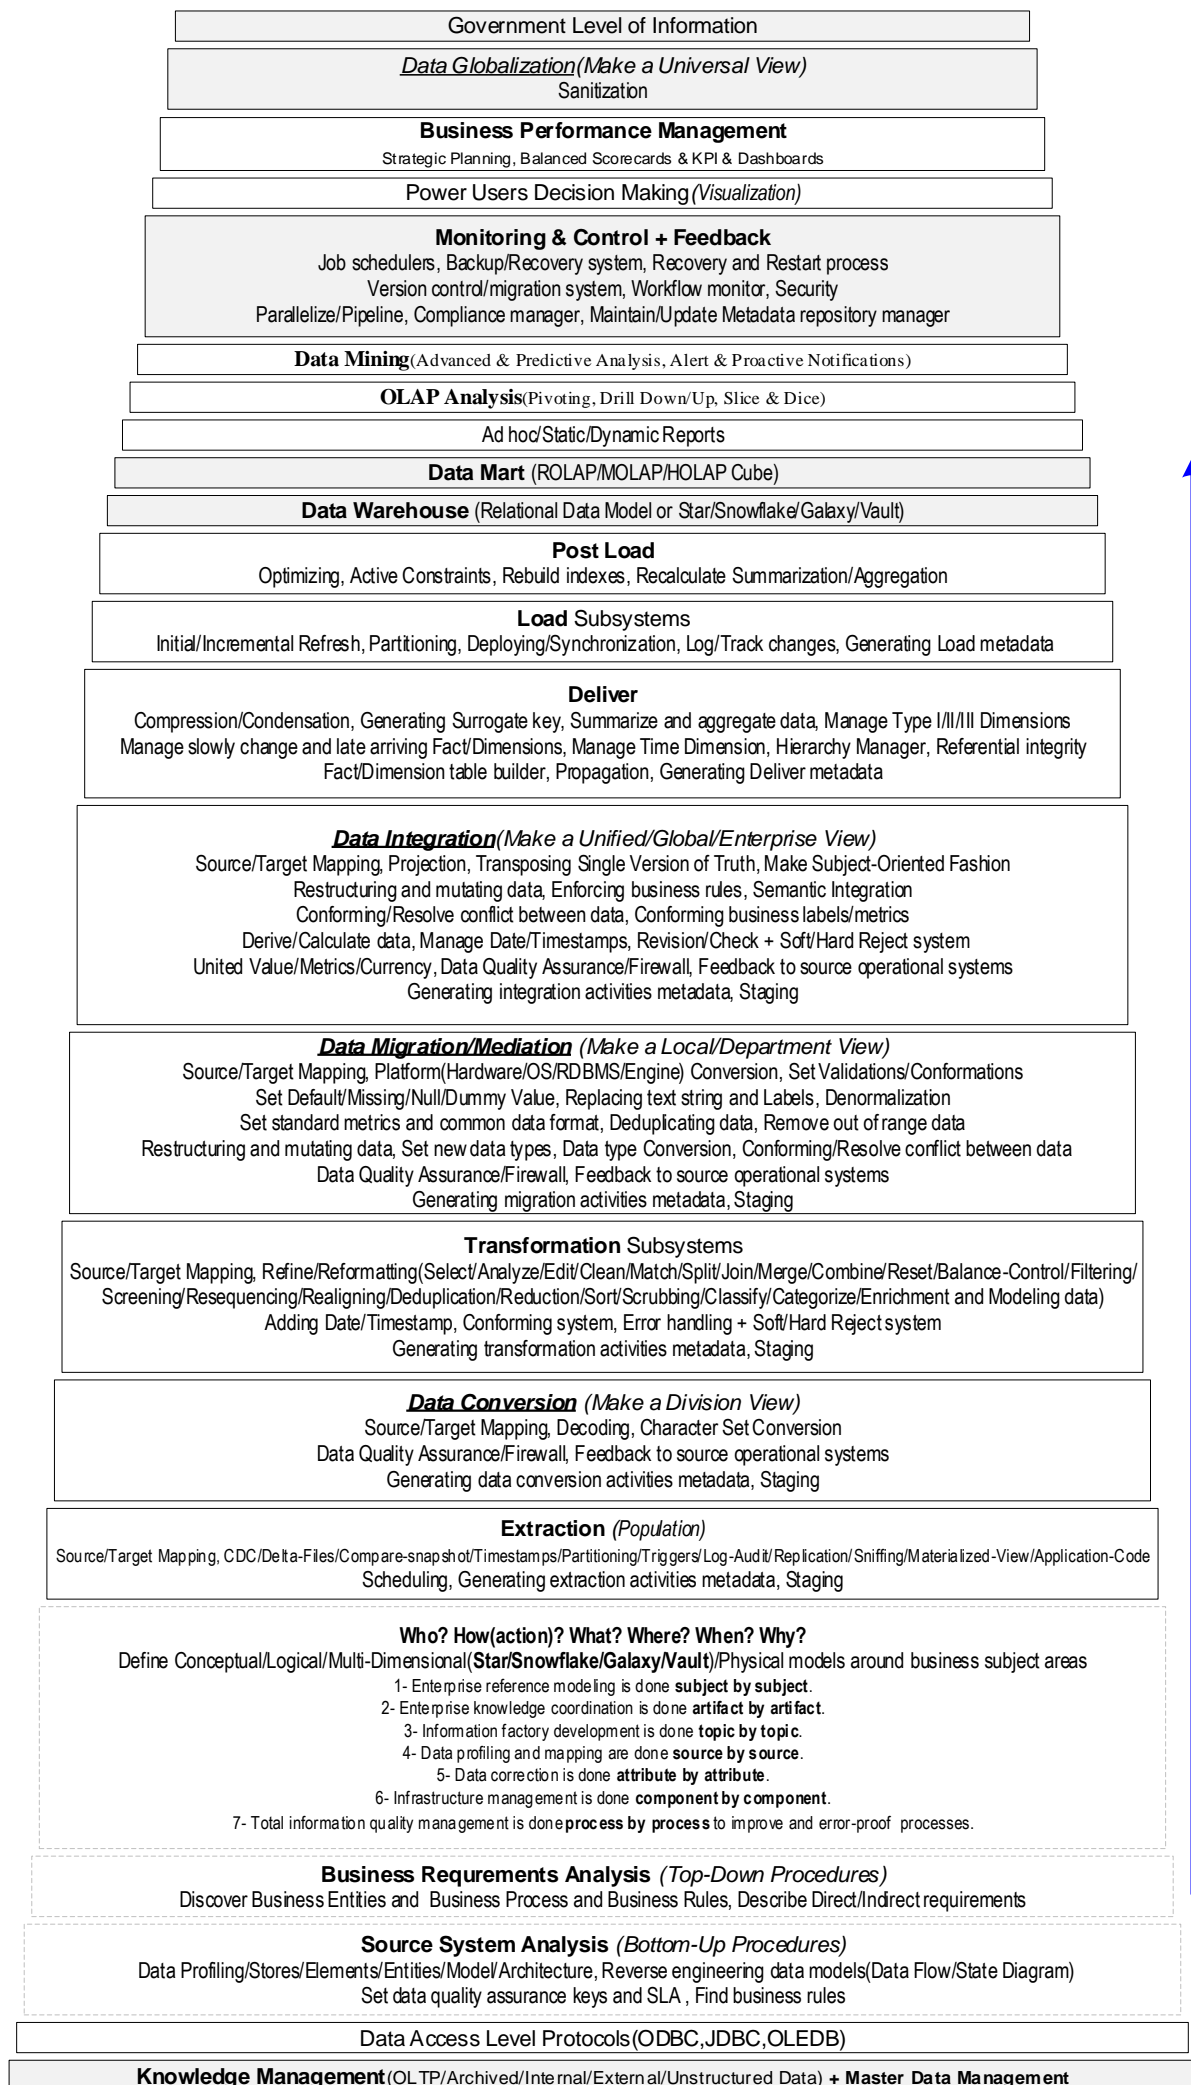 Government Level of Information
Data Globalization(Make a Universal View)
Sanitization
Business Performance Management
Strategic Planning, Balanced Scorecards & KPI & Dashboards
Power Users Decision Making(Visualization)
Monitoring & Control + Feedback
Job schedulers, Backup/Recovery system, Recovery and Restart process
Version control/migration system, Workflow monitor, Security
Parallelize/Pipeline, Compliance manager, Maintain/Update Metadata repository manager
Data Mining(Advanced & Predictive Analysis, Alert & Proactive Notifications)
OLAP Analysis(Pivoting, Drill Down/Up, Slice & Dice)
Ad hoc/Static/Dynamic Reports
Data Mart (ROLAP/MOLAP/HOLAP Cube)
Data Warehouse (Relational Data Model or Star/Snowflake/Galaxy/Vault)
Post Load
Optimizing, Active Constraints, Rebuild indexes, Recalculate Summarization/Aggregation
Load Subsystems
Initial/Incremental Refresh, Partitioning, Deploying/Synchronization, Log/Track changes, Generating Load metadata
Deliver
Compression/Condensation, Generating Surrogate key, Summarize and aggregate data, Manage Type I/II/III Dimensions
Manage slowly change and late arriving Fact/Dimensions, Manage Time Dimension, Hierarchy Manager, Referential integrity
Fact/Dimension table builder, Propagation, Generating Deliver metadata
Data Integration(Make a Unified/Global/Enterprise View)
Source/Target Mapping, Projection, Transposing Single Version of Truth, Make Subject-Oriented Fashion
Restructuring and mutating data, Enforcing business rules, Semantic Integration
Conforming/Resolve conflict between data, Conforming business labels/metrics
Derive/Calculate data, Manage Date/Timestamps, Revision/Check + Soft/Hard Reject system
United Value/Metrics/Currency, Data Quality Assurance/Firewall, Feedback to source operational systems
Generating integration activities metadata, Staging
Data Migration/Mediation (Make a Local/Department View)
Source/Target Mapping, Platform(Hardware/OS/RDBMS/Engine) Conversion, Set Validations/Conformations
Set Default/Missing/Null/Dummy Value, Replacing text string and Labels, Denormalization
Set standard metrics and common data format, Deduplicating data, Remove out of range data
Restructuring and mutating data, Set new data types, Data type Conversion, Conforming/Resolve conflict between data
Data Quality Assurance/Firewall, Feedback to source operational systems
Generating migration activities metadata, Staging
Transformation Subsystems
Source/Target Mapping, Refine/Reformatting(Select/Analyze/Edit/Clean/Match/Split/Join/Merge/Combine/Reset/Balance-Control/Filtering/
Screening/Resequencing/Realigning/Deduplication/Reduction/Sort/Scrubbing/Classify/Categorize/Enrichment and Modeling data)
Adding Date/Timestamp, Conforming system, Error handling + Soft/Hard Reject system
Generating transformation activities metadata, Staging
Data Conversion (Make a Division View)
Source/Target Mapping, Decoding, Character Set Conversion
Data Quality Assurance/Firewall, Feedback to source operational systems
Generating data conversion activities metadata, Staging
Extraction (Population)
Source/Target Mapping, CDC/Delta-Files/Compare-snapshot/Timestamps/Partitioning/Triggers/Log-Audit/Replication/Sniffing/Materialized-View/Application-Code
Scheduling, Generating extraction activities metadata, Staging
Who? How(action)? What? Where? When? Why?
Define Conceptual/Logical/Multi-Dimensional(Star/Snowflake/Galaxy/Vault)/Physical models around business subject areas
1- Enterprise reference modeling is done subject by subject.
2- Enterprise knowledge coordination is done artifact by artifact.
3- Information factory development is done topic by topic.
4- Data profiling and mapping are done source by source.
5- Data correction is done attribute by attribute.
6- Infrastructure management is done component by component.
7- Total information quality management is done process by process to improve and error-proof processes.
Business Requrements Analysis (Top-Down Procedures)
Discover Business Entities and Business Process and Business Rules, Describe Direct/Indirect requirements
Source System Analysis (Bottom-Up Procedures)
Data Profiling/Stores/Elements/Entities/Model/Architecture, Reverse engineering data models(Data Flow/State Diagram)
Set data quality assurance keys and SLA , Find business rules
Data Access Level Protocols(ODBC,JDBC,OLEDB)
Knowledge Management(OLTP/Archived/Internal/External/Unstructured Data) + Master Data Management